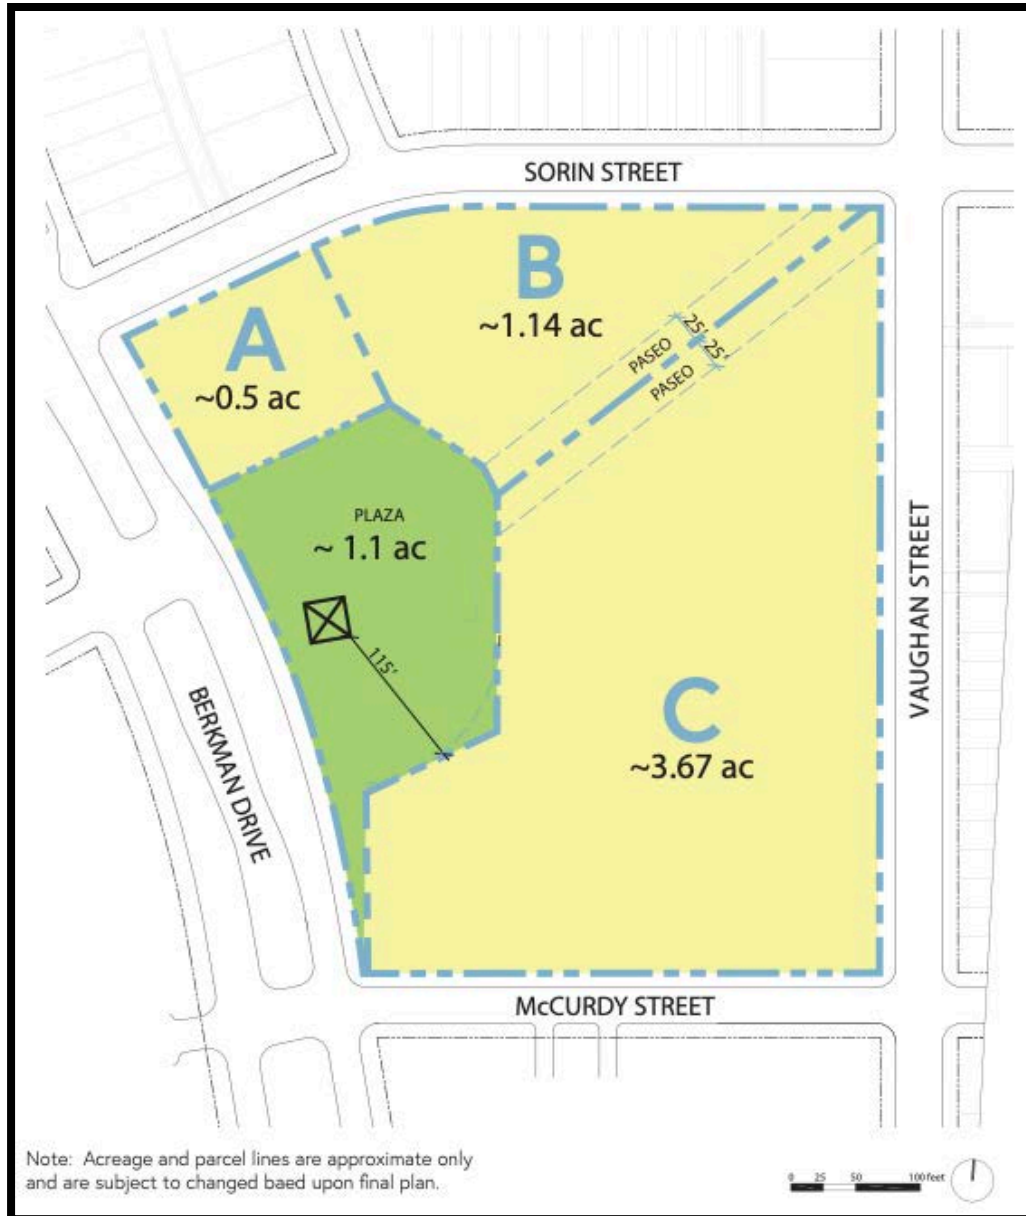 SORIN STREET
A
~0.5 ac
B
~1.14 ac
25' 25'
PASEO
PASEO
PLAZA
~ 1.1 ac
115'
C
~3.67 ac
VAUGHAN STREET
BERKMAN DRIVE
McCURDY STREET
Note: Acreage and parcel lines are approximate only
and are subject to changed baed upon final plan.
0 25 50 100 feet